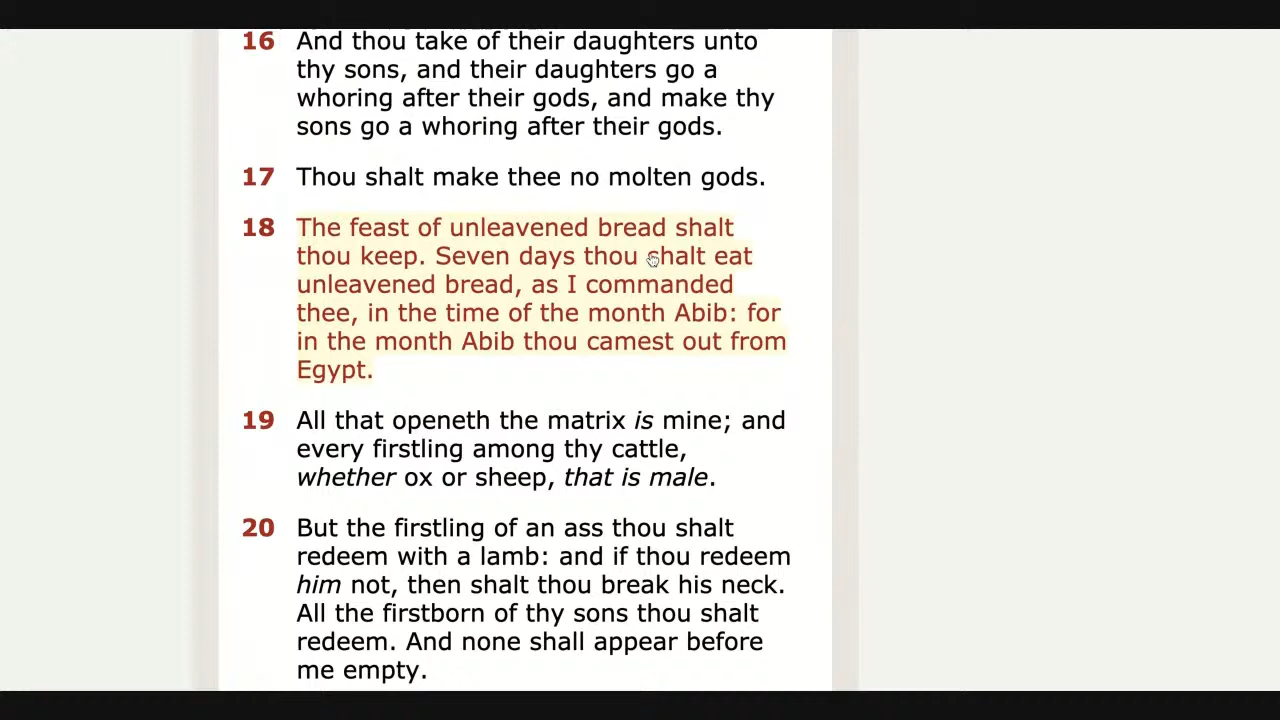 16 And thou take of their daughters unto
thy sons, and their daughters go a
whoring after their gods, and make thy
sons go a whoring after their gods.
17 Thou shalt make thee no molten gods.
18 The feast of unleavened bread shalt
thou keep. Seven days thou shalt eat
unleavened bread, as I commanded
thee, in the time of the month Abib: for
in the month Abib thou camest out from
Egypt.
19 All that openeth the matrix is mine; and
every firstling among thy cattle,
whether ox or sheep, that is male.
20 But the firstling of an ass thou shalt
redeem with a lamb: and if thou redeem
him not, then shalt thou break his neck.
All the firstborn of thy sons thou shalt
redeem. And none shall appear before
me empty.